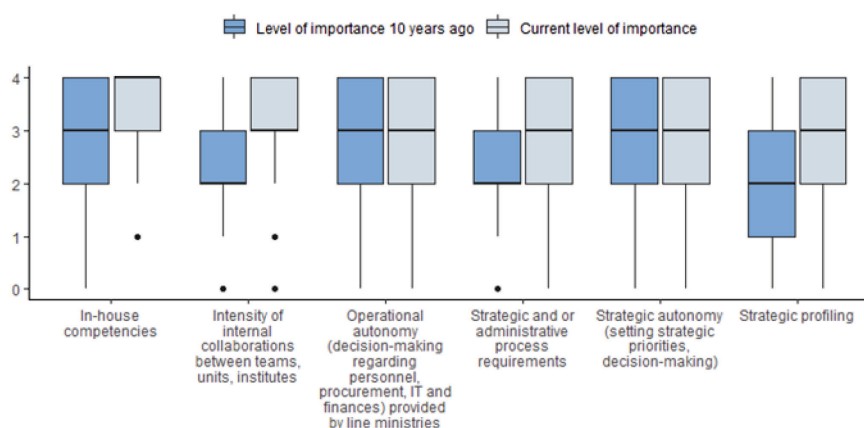 Level of importance 10 years ago
Current level of importance
4
3
2
1
0
In-house
competencies
Intensity of
internal
collaborations
between teams,
units, institutes
Operational
autonomy
(decision-making
regarding
personnel,
procurement, IT and
finances) provided
by line ministries
Strategic and or
administrative
process
requirements
Strategic autonomy
(setting strategic
priorities,
decision-making)
Strategic profiling